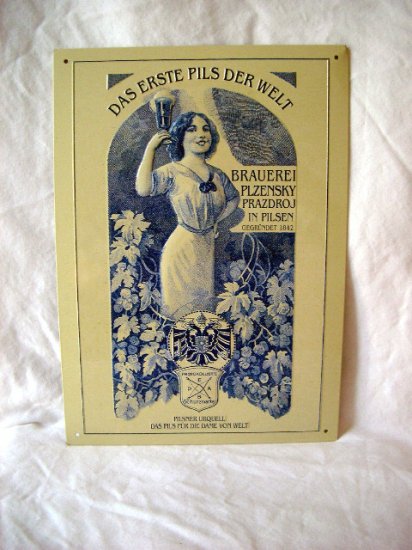 DAS ERSTE PILS DER WELT
BRAUEREI
PLZENSKY
PRAZDROJ
IN PILSEN
GEGRÜNDET 1842
PILSNER URQUELL!
DAS PILS FÜR DIE DAME VON WELT!